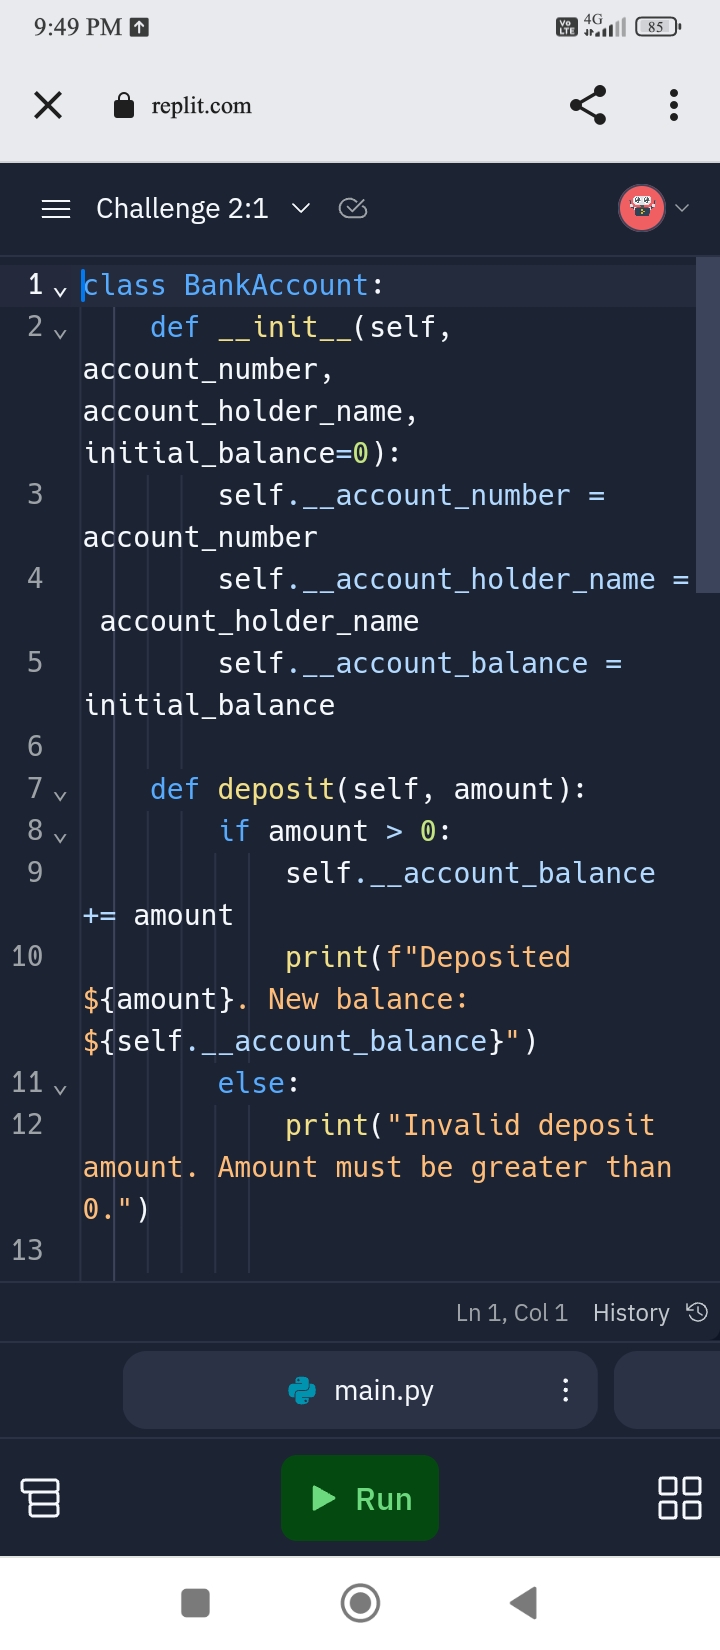 9:49 PM
Vo LTE 4G 85
replit.com
Challenge 2:1
1 class BankAccount:
2     def __init__(self,
account_number,
account_holder_name,
initial_balance=0):
3         self.__account_number =
account_number
4         self.__account_holder_name =
 account_holder_name
5         self.__account_balance =
initial_balance
6
7     def deposit(self, amount):
8         if amount > 0:
9             self.__account_balance
+= amount
10             print(f"Deposited
${amount}. New balance:
${self.__account_balance}")
11         else:
12             print("Invalid deposit
amount. Amount must be greater than
0.")
13
Ln 1, Col 1 History
main.py
Run